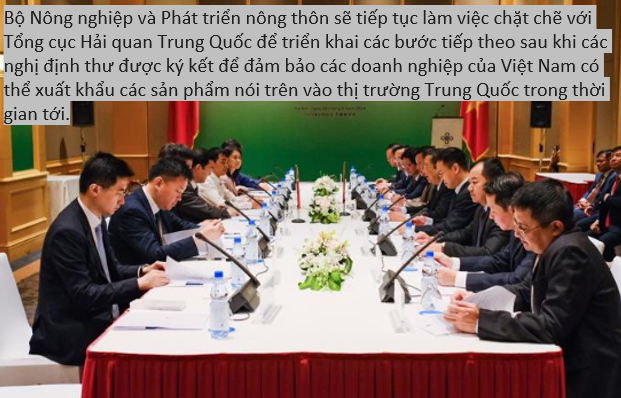 Bộ Nông nghiệp và Phát triển nông thôn sẽ tiếp tục làm việc chặt chẽ với
Tổng cục Hải quan Trung Quốc để triển khai các bước tiếp theo sau khi các
nghị định thư được ký kết để đảm bảo các doanh nghiệp của Việt Nam có
thể xuất khẩu các sản phẩm nói trên vào thị trường Trung Quốc trong thời
gian tới.